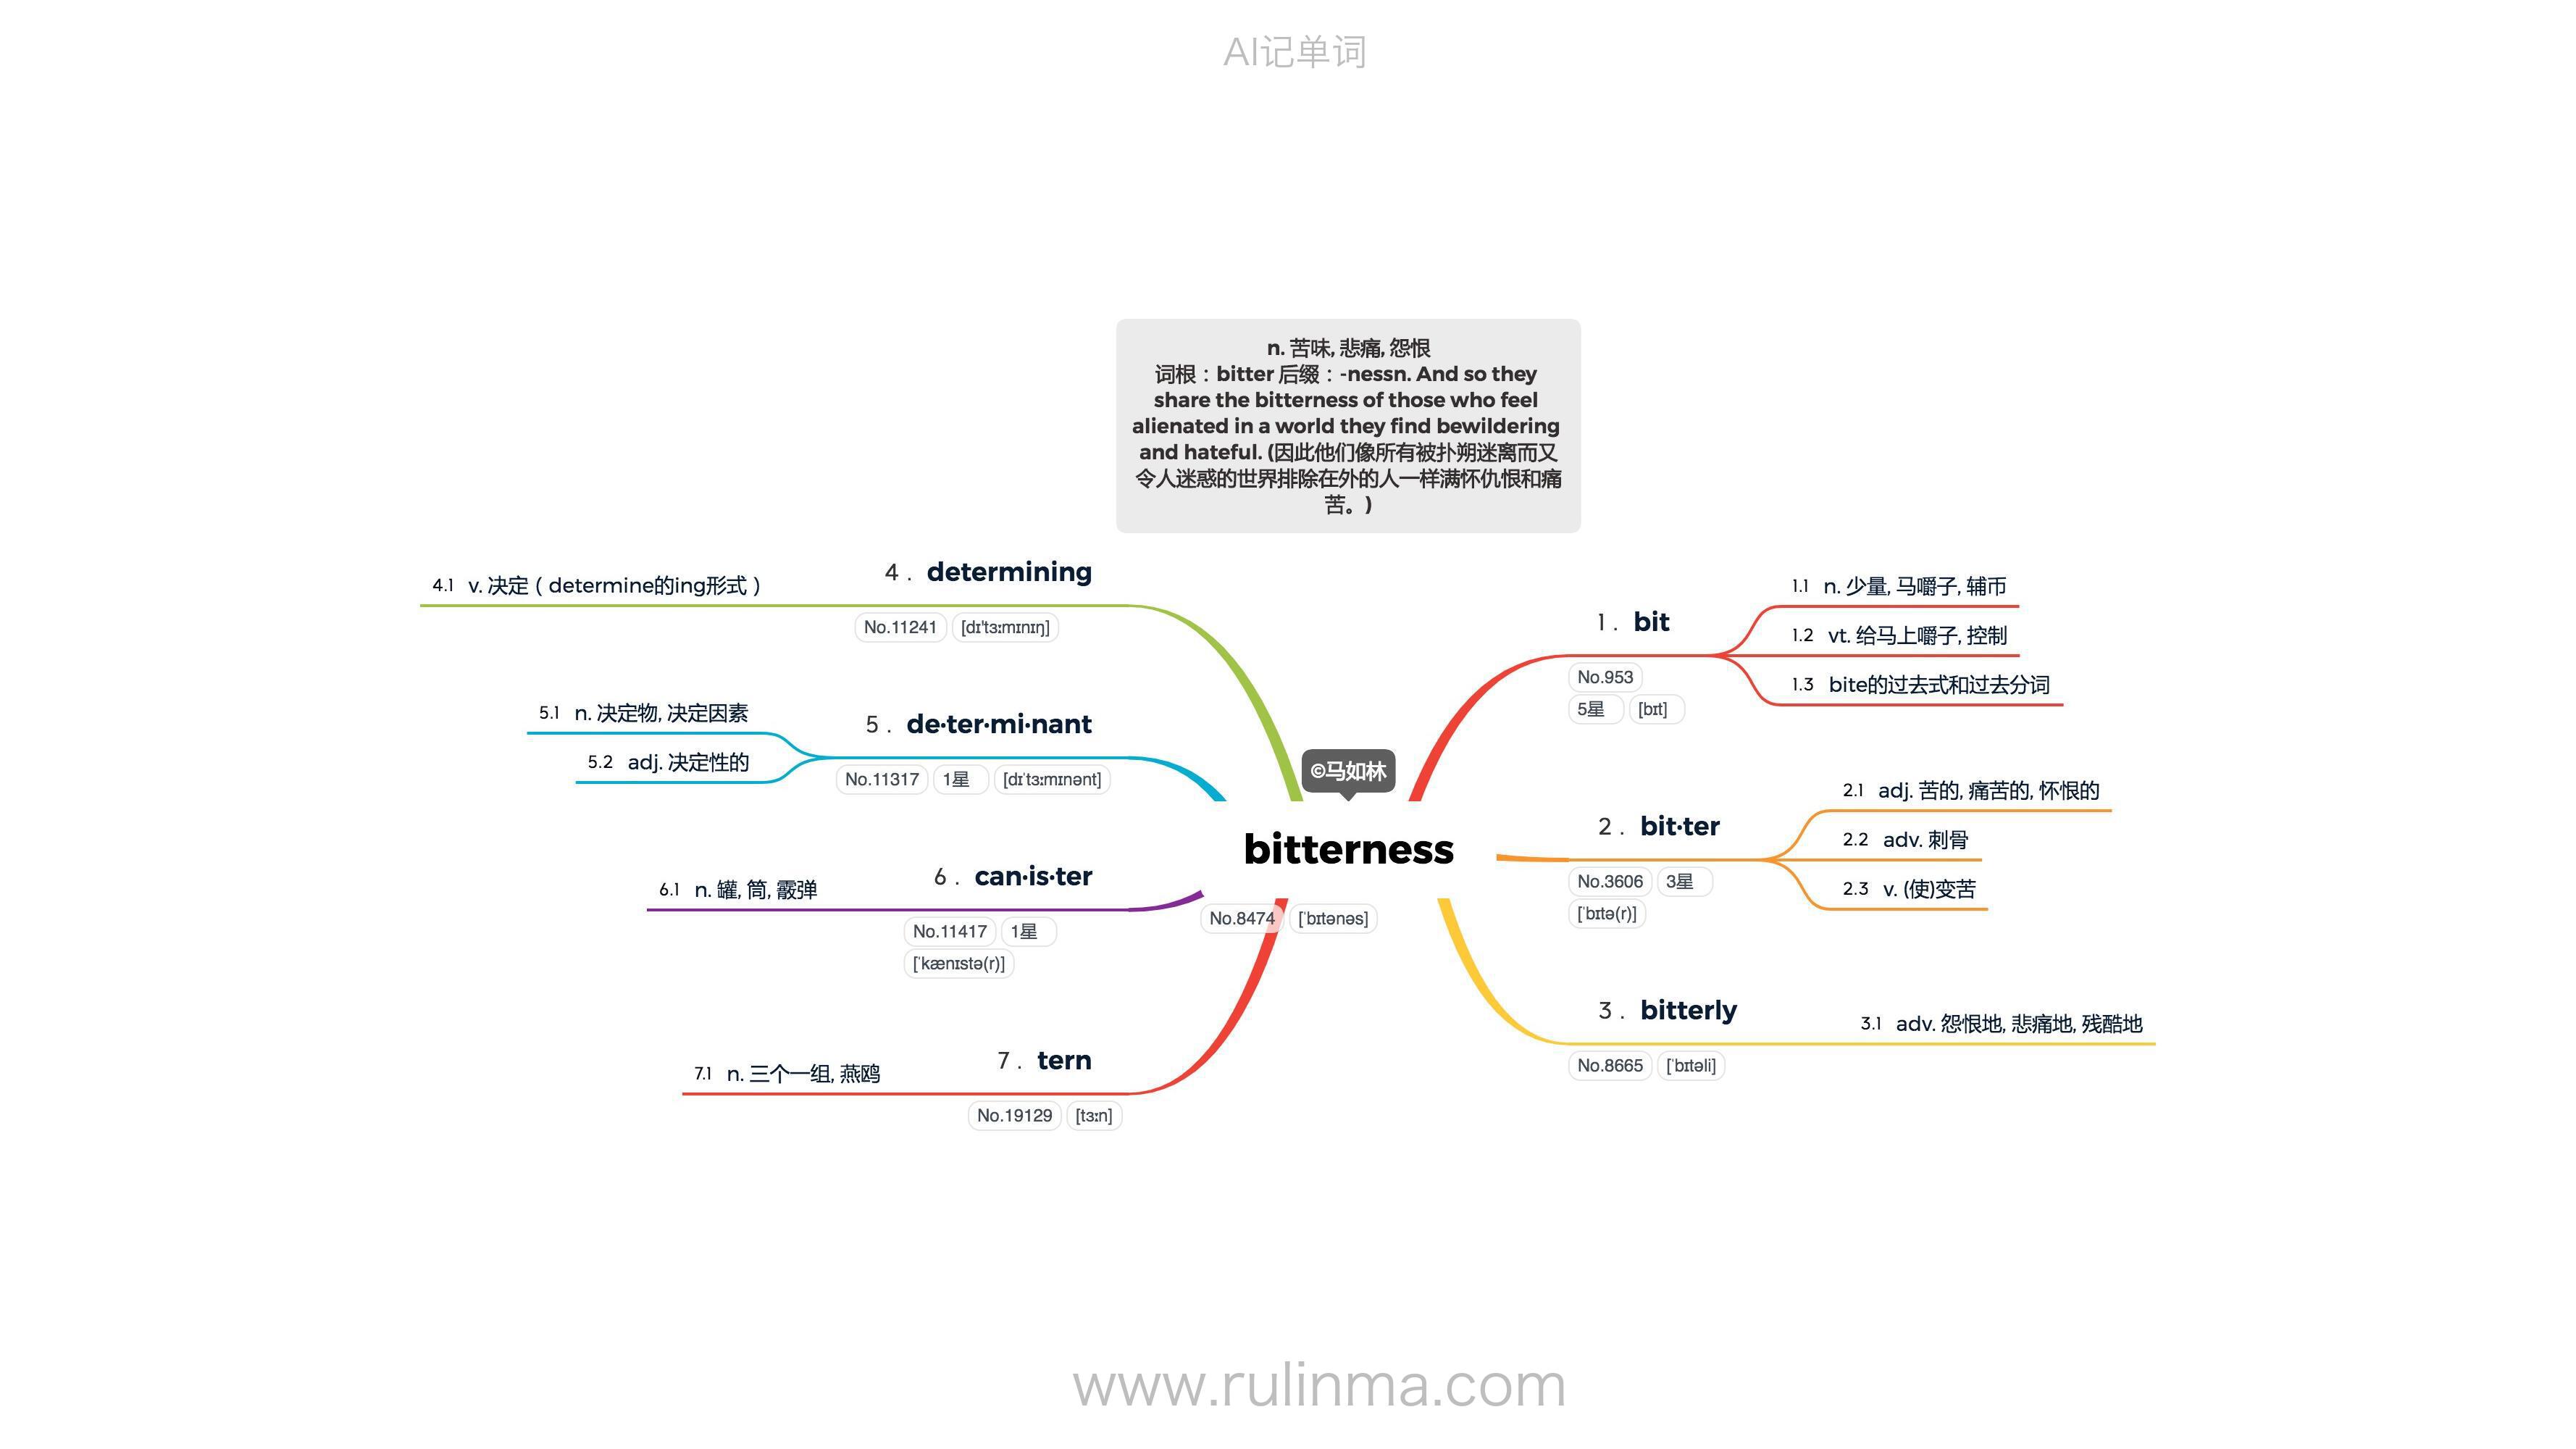 AI记单词
n. 苦味, 悲痛, 怨恨
词根：bitter 后缀：-nessn. And so they
share the bitterness of those who feel
alienated in a world they find bewildering
and hateful. (因此他们像所有被扑朔迷离而又
令人迷惑的世界排除在外的人一样满怀仇恨和痛
苦。)
©马如林
bitterness
No.8474 [ˈbɪtənəs]
1. bit
No.953
5星 [bɪt]
1.1 n. 少量, 马嚼子, 辅币
1.2 vt. 给马上嚼子, 控制
1.3 bite的过去式和过去分词
2. bit·ter
No.3606 3星
[ˈbɪtə(r)]
2.1 adj. 苦的, 痛苦的, 怀恨的
2.2 adv. 刺骨
2.3 v. (使)变苦
3. bitterly
No.8665 [ˈbɪtəli]
3.1 adv. 怨恨地, 悲痛地, 残酷地
4. determining
No.11241 [dɪ'tɜːmɪnɪŋ]
4.1 v. 决定（determine的ing形式）
5. de·ter·mi·nant
No.11317 1星 [dɪˈtɜːmɪnənt]
5.1 n. 决定物, 决定因素
5.2 adj. 决定性的
6. can·is·ter
No.11417 1星
[ˈkænɪstə(r)]
6.1 n. 罐, 筒, 霰弹
7. tern
No.19129 [tɜːn]
7.1 n. 三个一组, 燕鸥
www.rulinma.com